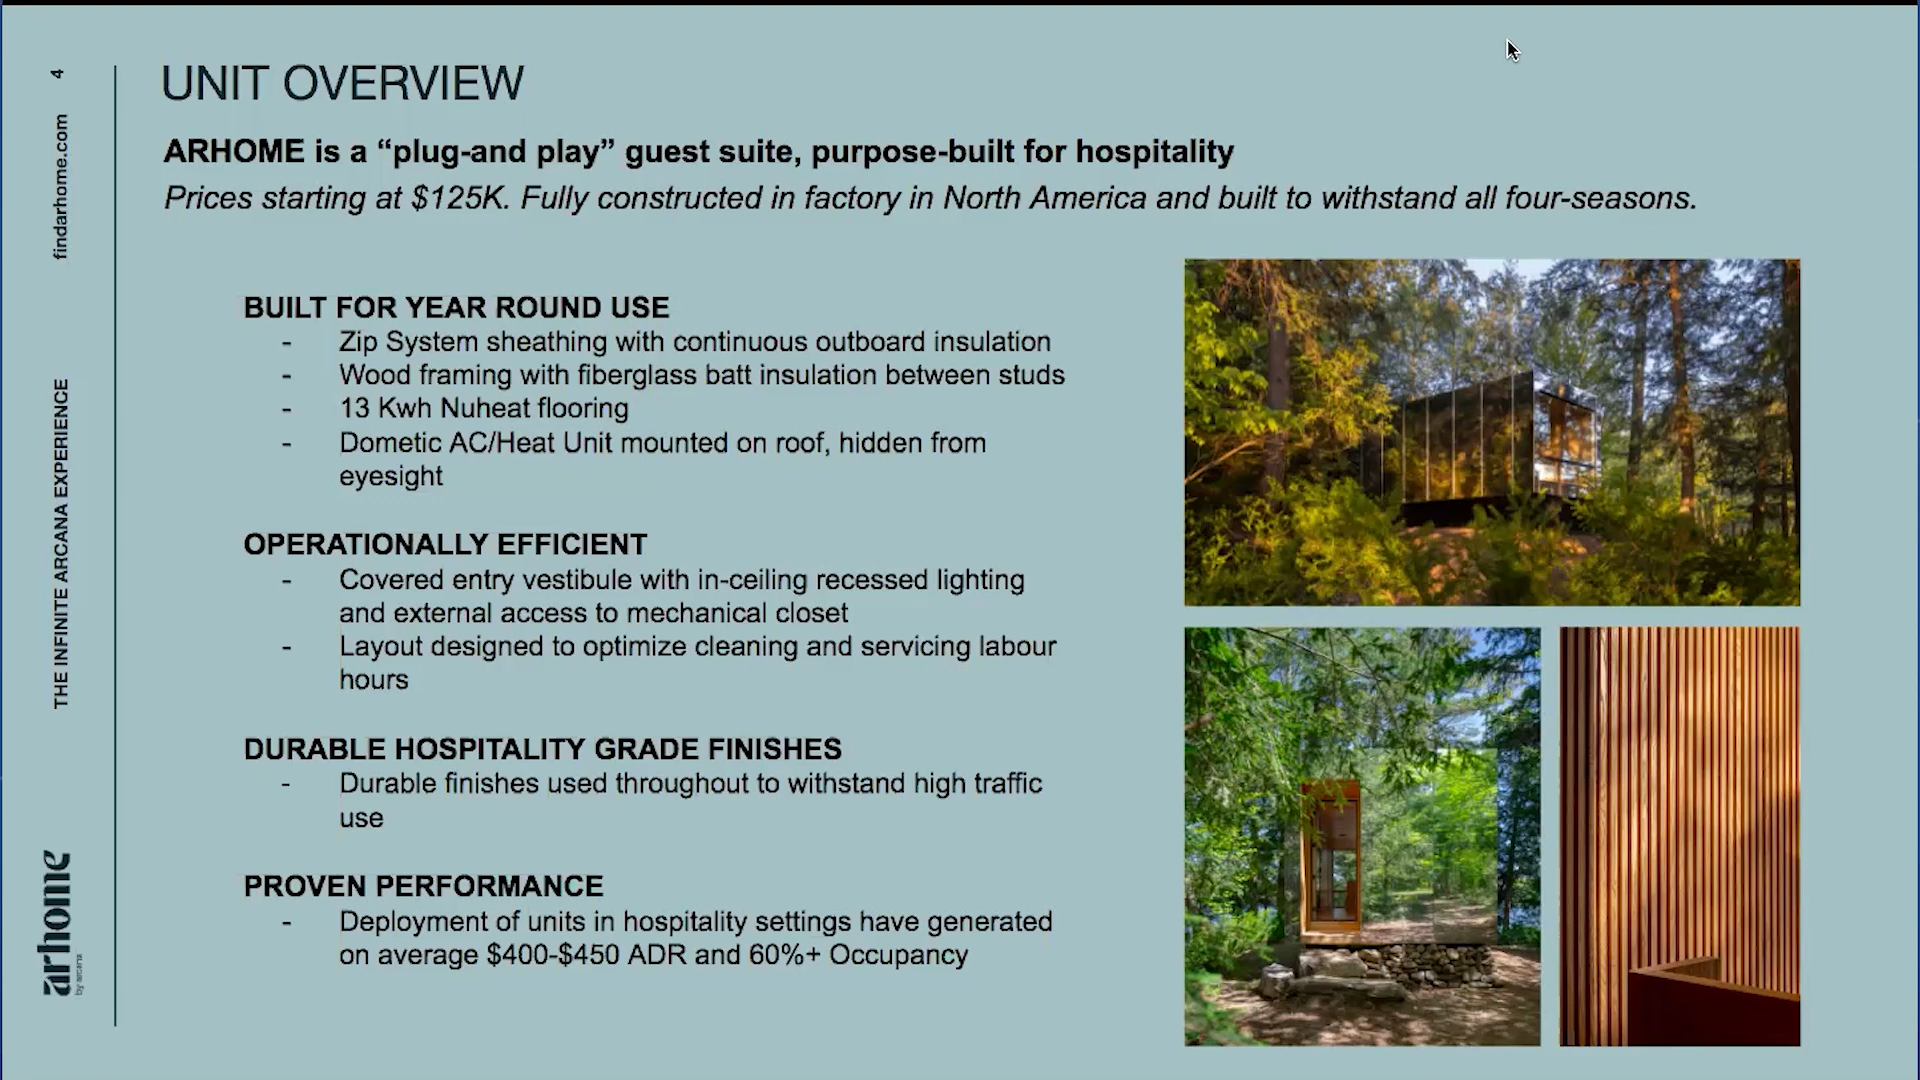 UNIT OVERVIEW
ARHOME is a “plug-and play” guest suite, purpose-built for hospitality
Prices starting at $125K. Fully constructed in factory in North America and built to withstand all four-seasons.
BUILT FOR YEAR ROUND USE
- Zip System sheathing with continuous outboard insulation
- Wood framing with fiberglass batt insulation between studs
- 13 Kwh Nuheat flooring
- Dometic AC/Heat Unit mounted on roof, hidden from
eyesight
OPERATIONALLY EFFICIENT
- Covered entry vestibule with in-ceiling recessed lighting
and external access to mechanical closet
- Layout designed to optimize cleaning and servicing labour
hours
DURABLE HOSPITALITY GRADE FINISHES
- Durable finishes used throughout to withstand high traffic
use
PROVEN PERFORMANCE
- Deployment of units in hospitality settings have generated
on average $400-$450 ADR and 60%+ Occupancy
arhome
by arcana
THE INFINITE ARCANA EXPERIENCE
findarhome.com
4